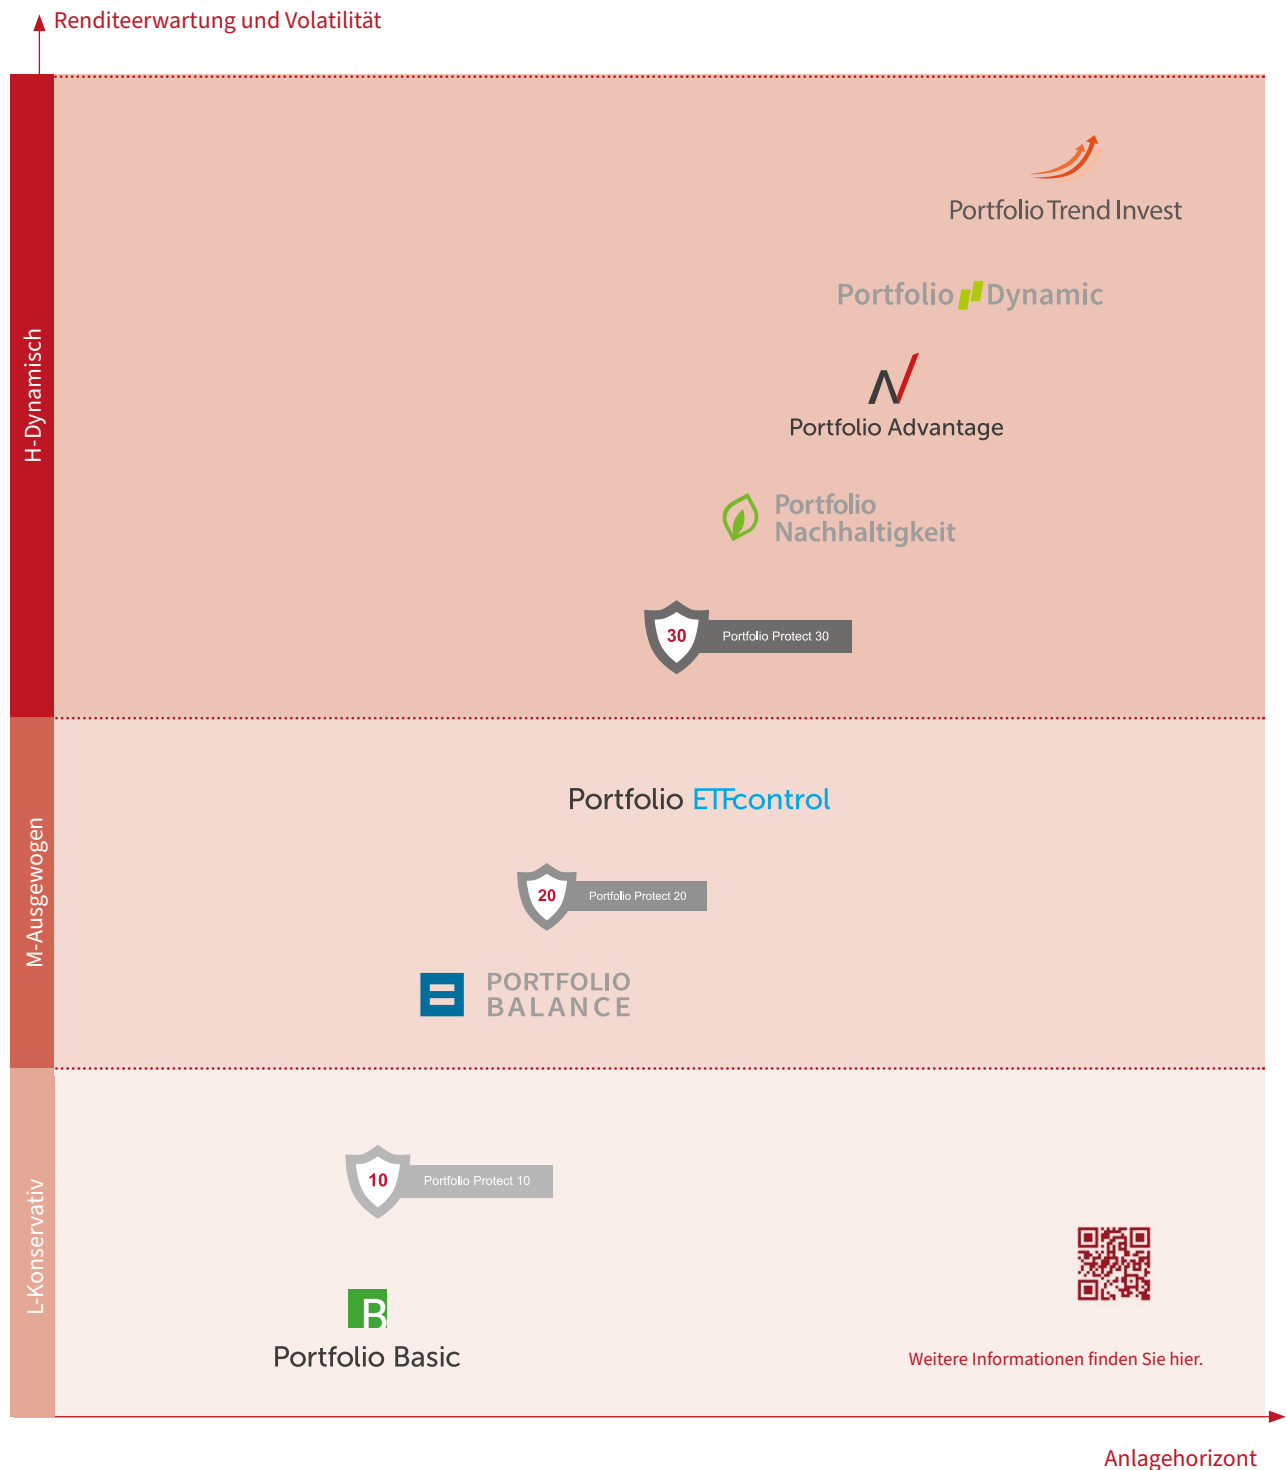 Renditeerwartung und Volatilität
H-Dynamisch
Portfolio Trend Invest
Portfolio Dynamic
Portfolio Advantage
Portfolio
Nachhaltigkeit
30
Portfolio Protect 30
M-Ausgewogen
Portfolio ETFcontrol
20
Portfolio Protect 20
PORTFOLIO
BALANCE
L-Konservativ
10
Portfolio Protect 10
B
Portfolio Basic
Weitere Informationen finden Sie hier.
Anlagehorizont